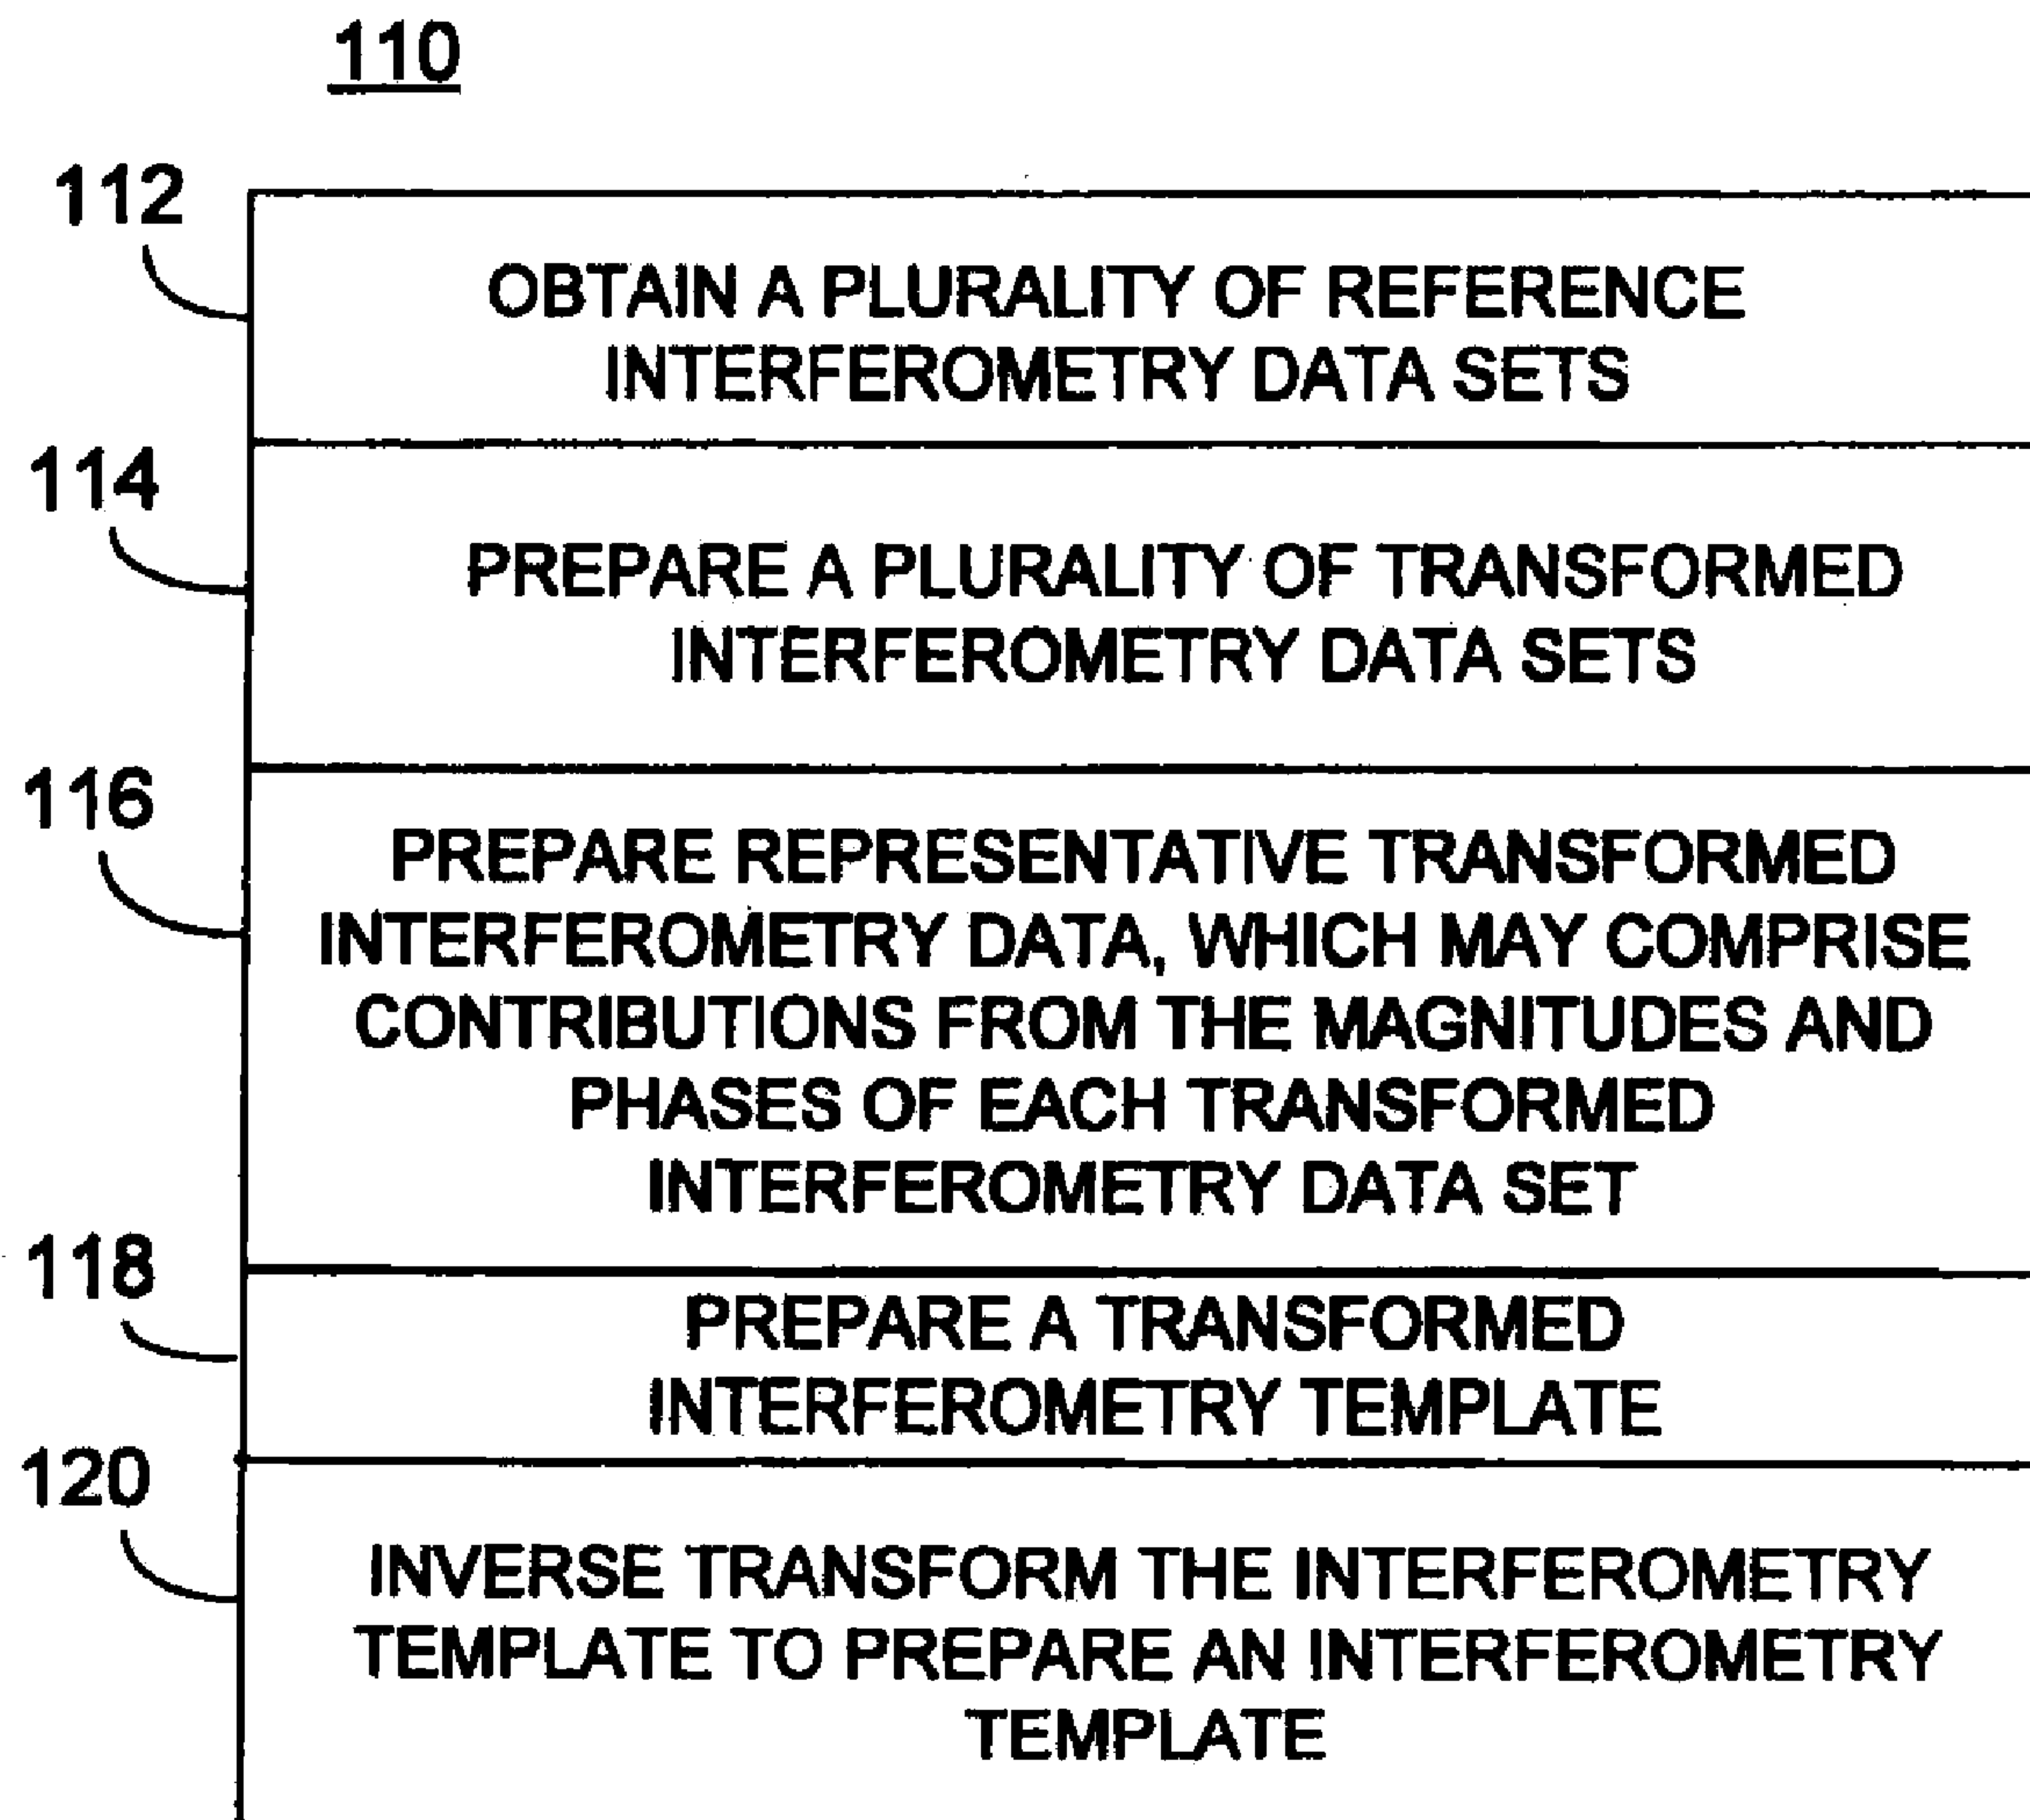 110
112
OBTAIN A PLURALITY OF REFERENCE
INTERFEROMETRY DATA SETS
114
PREPARE A PLURALITY OF TRANSFORMED
INTERFEROMETRY DATA SETS
116
PREPARE REPRESENTATIVE TRANSFORMED
INTERFEROMETRY DATA, WHICH MAY COMPRISE
CONTRIBUTIONS FROM THE MAGNITUDES AND
PHASES OF EACH TRANSFORMED
INTERFEROMETRY DATA SET
118
PREPARE A TRANSFORMED
INTERFEROMETRY TEMPLATE
120
INVERSE TRANSFORM THE INTERFEROMETRY
TEMPLATE TO PREPARE AN INTERFEROMETRY
TEMPLATE